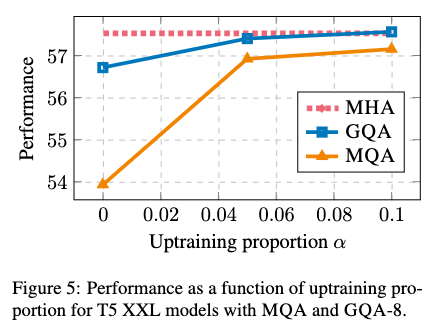 57
56
55
54
Performance
MHA
GQA
MQA
0
0.02
0.04
0.06
0.08
0.1
Uptraining proportion α
Figure 5: Performance as a function of uptraining pro-
portion for T5 XXL models with MQA and GQA-8.